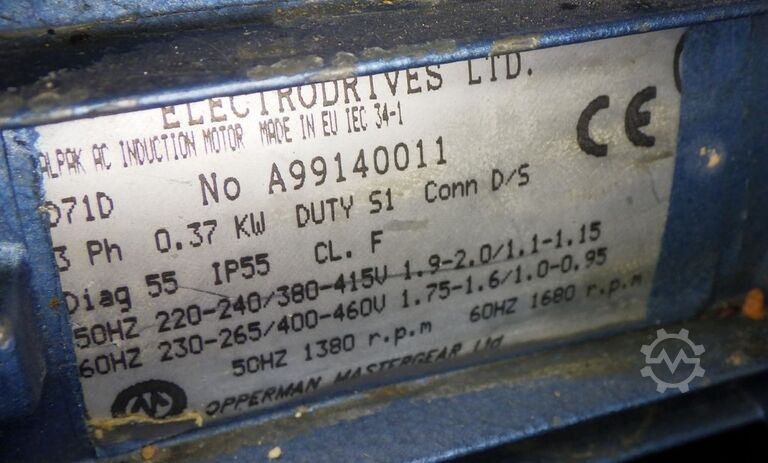 ELECTRODRIVES LTD.
ALPAK AC INDUCTION MOTOR MADE IN EU IEC 34-1
D71D No A99140011
3 Ph 0.37 KW DUTY S1 Conn D/S
Diag 55 IP55 CL. F
50HZ 220-240/380-415V 1.9-2.0/1.1-1.15
60HZ 230-265/400-460V 1.75-1.6/1.0-0.95
50HZ 1380 r.p.m 60HZ 1680 r.p.m
OPPERMAN MASTERGEAR Ltd
CE